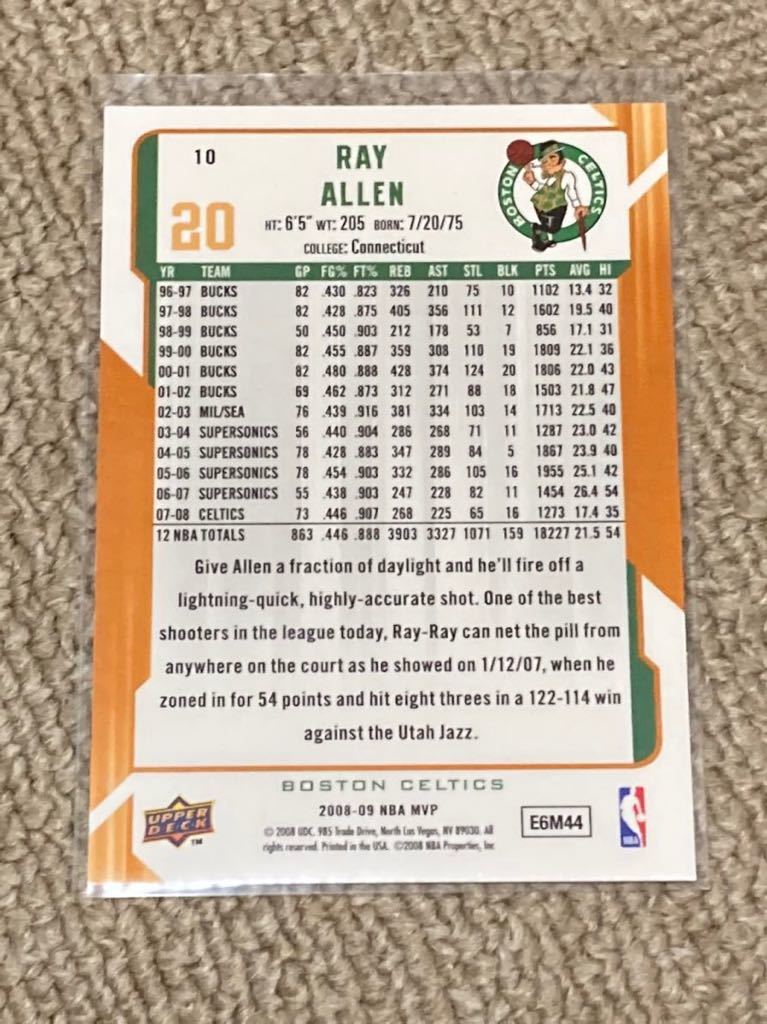 10
RAY
ALLEN
20
HT: 6'5" WT: 205 BORN: 7/20/75
COLLEGE: Connecticut
BOSTON CELTICS
YR TEAM GP FG% FT% REB AST STL BLK PTS AVG HI
96-97 BUCKS 82 .430 .823 326 210 75 10 1102 13.4 32
97-98 BUCKS 82 .428 .875 405 356 111 12 1602 19.5 40
98-99 BUCKS 50 .450 .903 212 178 53 7 856 17.1 31
99-00 BUCKS 82 .455 .887 359 308 110 19 1809 22.1 36
00-01 BUCKS 82 .480 .888 428 374 124 20 1806 22.0 43
01-02 BUCKS 69 .462 .873 312 271 88 18 1503 21.8 47
02-03 MIL/SEA 76 .439 .916 381 334 103 14 1713 22.5 40
03-04 SUPERSONICS 56 .440 .904 286 268 71 11 1287 23.0 42
04-05 SUPERSONICS 78 .428 .883 347 289 84 5 1867 23.9 40
05-06 SUPERSONICS 78 .454 .903 332 286 105 16 1955 25.1 42
06-07 SUPERSONICS 55 .438 .903 247 228 82 11 1454 26.4 54
07-08 CELTICS 73 .446 .907 268 225 65 16 1273 17.4 35
12 NBA TOTALS 863 .446 .888 3903 3327 1071 159 18227 21.5 54
Give Allen a fraction of daylight and he'll fire off a
lightning-quick, highly-accurate shot. One of the best
shooters in the league today, Ray-Ray can net the pill from
anywhere on the court as he showed on 1/12/07, when he
zoned in for 54 points and hit eight threes in a 122-114 win
against the Utah Jazz.
BOSTON CELTICS
UPPER DECK TM
2008-09 NBA MVP
© 2008 UDC. 985 Trade Drive, North Las Vegas, NV 89030. All
rights reserved. Printed in the USA. ©2008 NBA Properties, Inc
E6M44
NBA